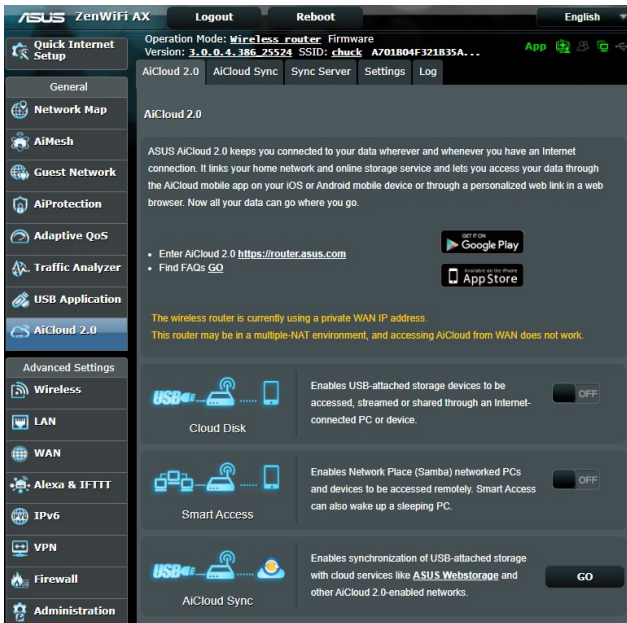 ASUS ZenWiFi AX Logout Reboot English
Quick Internet Setup
Operation Mode: Wireless router Firmware
Version: 3.0.0.4.386_25524 SSID: chuck A701B04F321B35A...
App
AiCloud 2.0 AiCloud Sync Sync Server Settings Log
General
Network Map
AiMesh
Guest Network
AiProtection
Adaptive QoS
Traffic Analyzer
USB Application
AiCloud 2.0
Advanced Settings
Wireless
LAN
WAN
Alexa & IFTTT
IPv6
VPN
Firewall
Administration
AiCloud 2.0
ASUS AiCloud 2.0 keeps you connected to your data wherever and whenever you have an Internet
connection. It links your home network and online storage service and lets you access your data through
the AiCloud mobile app on your iOS or Android mobile device or through a personalized web link in a web
browser. Now all your data can go where you go.
• Enter AiCloud 2.0 https://router.asus.com
• Find FAQs GO
GET IT ON
Google Play
Available on the iPhone
App Store
The wireless router is currently using a private WAN IP address.
This router may be in a multiple-NAT environment, and accessing AiCloud from WAN does not work.
USB
Cloud Disk
Enables USB-attached storage devices to be
accessed, streamed or shared through an Internet-
connected PC or device.
OFF
Smart Access
Enables Network Place (Samba) networked PCs
and devices to be accessed remotely. Smart Access
can also wake up a sleeping PC.
OFF
USB
AiCloud Sync
Enables synchronization of USB-attached storage
with cloud services like ASUS Webstorage and
other AiCloud 2.0-enabled networks.
GO